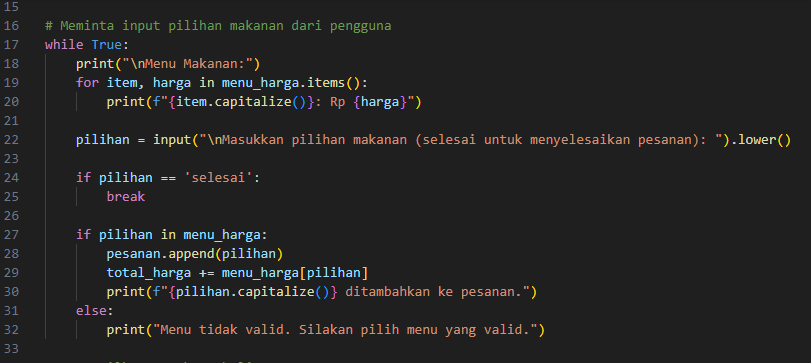 15
16 # Meminta input pilihan makanan dari pengguna
17 while True:
18     print("\nMenu Makanan:")
19     for item, harga in menu_harga.items():
20         print(f"{item.capitalize()}: Rp {harga}")
21
22     pilihan = input("\nMasukkan pilihan makanan (selesai untuk menyelesaikan pesanan): ").lower()
23
24     if pilihan == 'selesai':
25         break
26
27     if pilihan in menu_harga:
28         pesanan.append(pilihan)
29         total_harga += menu_harga[pilihan]
30         print(f"{pilihan.capitalize()} ditambahkan ke pesanan.")
31     else:
32         print("Menu tidak valid. Silakan pilih menu yang valid.")
33